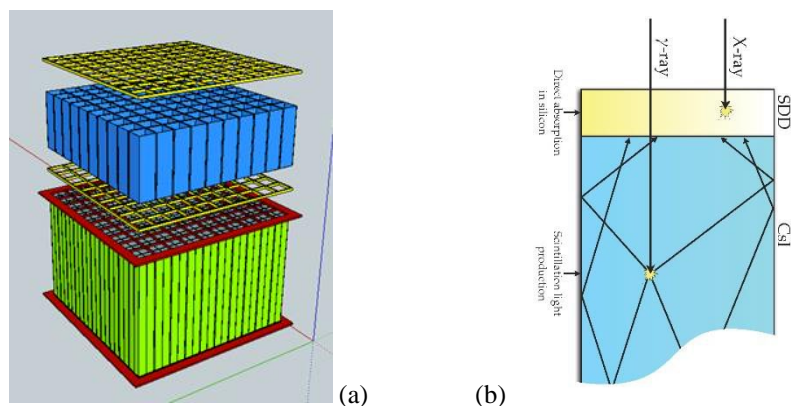 (a)
(b)
γ-ray
X-ray
Direct absorption
in silicon
SDD
Scintillation light
production
CsI